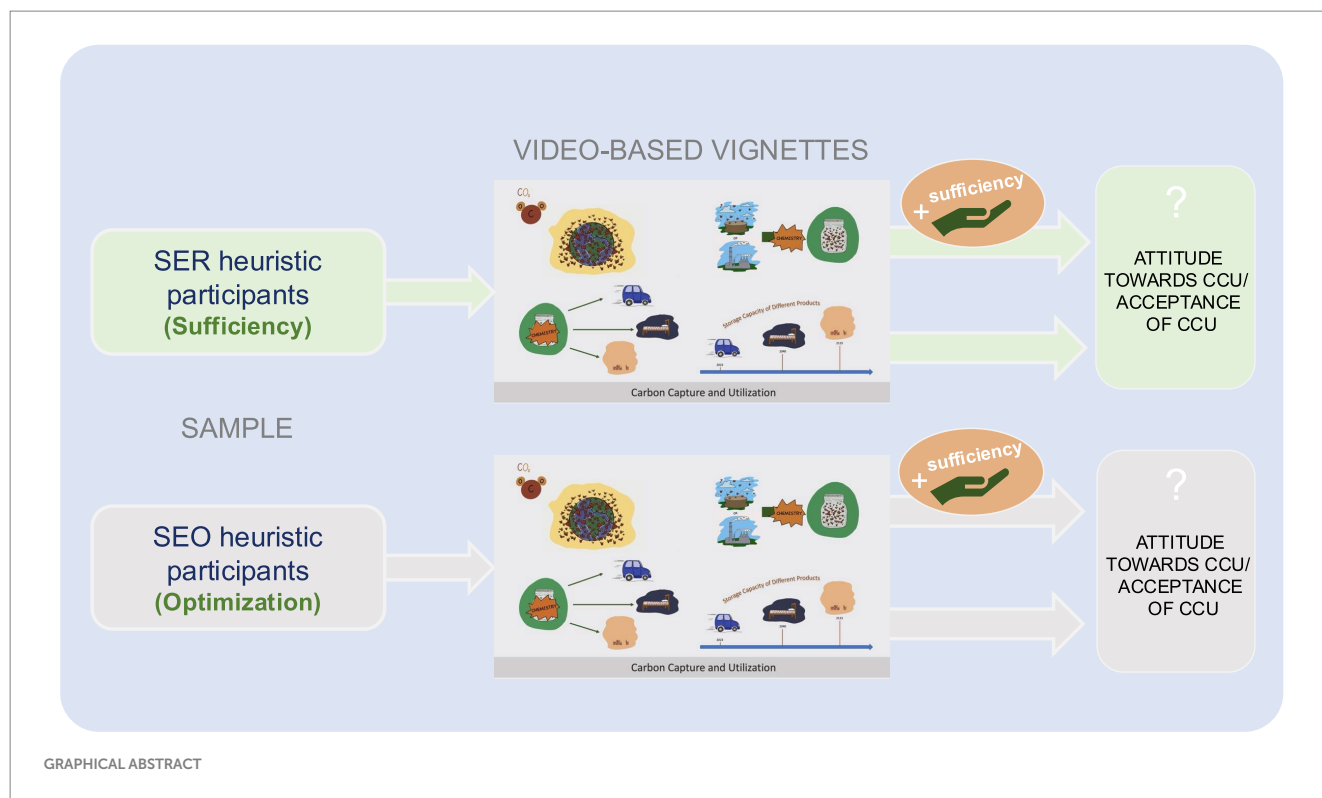 VIDEO-BASED VIGNETTES
SER heuristic
participants
(Sufficiency)
CO₂
O C O
CHEMISTRY
CHEMISTRY
Storage Capacity of Different Products
Carbon Capture and Utilization
+ sufficiency
?
ATTITUDE
TOWARDS CCU/
ACCEPTANCE
OF CCU
SAMPLE
SEO heuristic
participants
(Optimization)
CO₂
O C O
CHEMISTRY
CHEMISTRY
Storage Capacity of Different Products
Carbon Capture and Utilization
+ sufficiency
?
ATTITUDE
TOWARDS CCU/
ACCEPTANCE
OF CCU
GRAPHICAL ABSTRACT